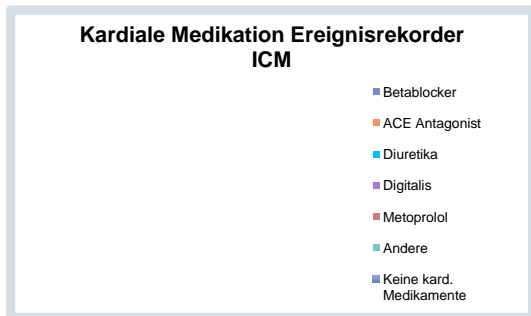 Kardiale Medikation Ereignisrekorder
ICM
Betablocker
ACE Antagonist
Diuretika
Digitalis
Metoprolol
Andere
Keine kard.
Medikamente